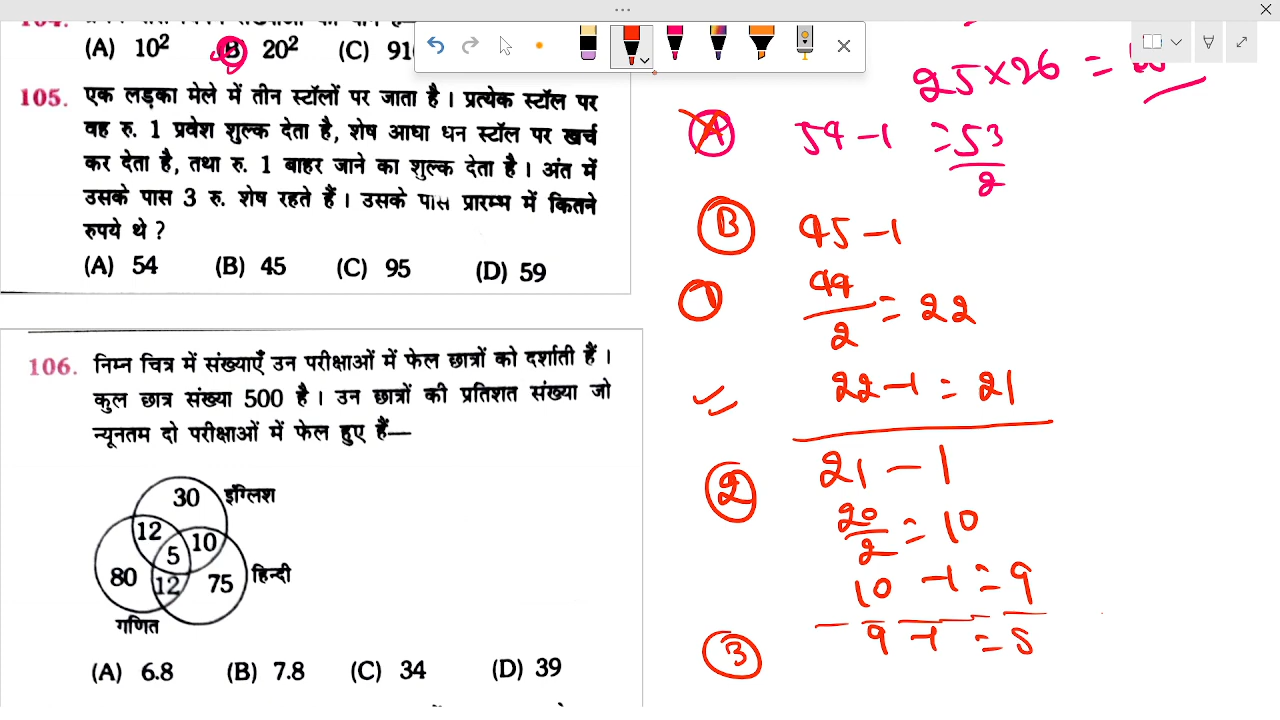 (A) 10² B 20² (C) 910
105. एक लड़का मेले में तीन स्टॉलों पर जाता है। प्रत्येक स्टॉल पर
वह रु. 1 प्रवेश शुल्क देता है, शेष आधा धन स्टॉल पर खर्च
कर देता है, तथा रु. 1 बाहर जाने का शुल्क देता है। अंत में
उसके पास 3 रु. शेष रहते हैं। उसके पास प्रारम्भ में कितने
रुपये थे ?
(A) 54 (B) 45 (C) 95 (D) 59
106. निम्न चित्र में संख्याएँ उन परीक्षाओं में फेल छात्रों को दर्शाती हैं।
कुल छात्र संख्या 500 है। उन छात्रों की प्रतिशत संख्या जो
न्यूनतम दो परीक्षाओं में फेल हुए हैं—
30 इंग्लिश
12
10
5
80 12 75 हिन्दी
गणित
(A) 6.8 (B) 7.8 (C) 34 (D) 39
25×26 =
A 54-1 = 53
2
B 45-1
1 44
2 = 22
22-1 = 21
2 21-1
20
2 = 10
10 -1 = 9
3 9 -1 = 8